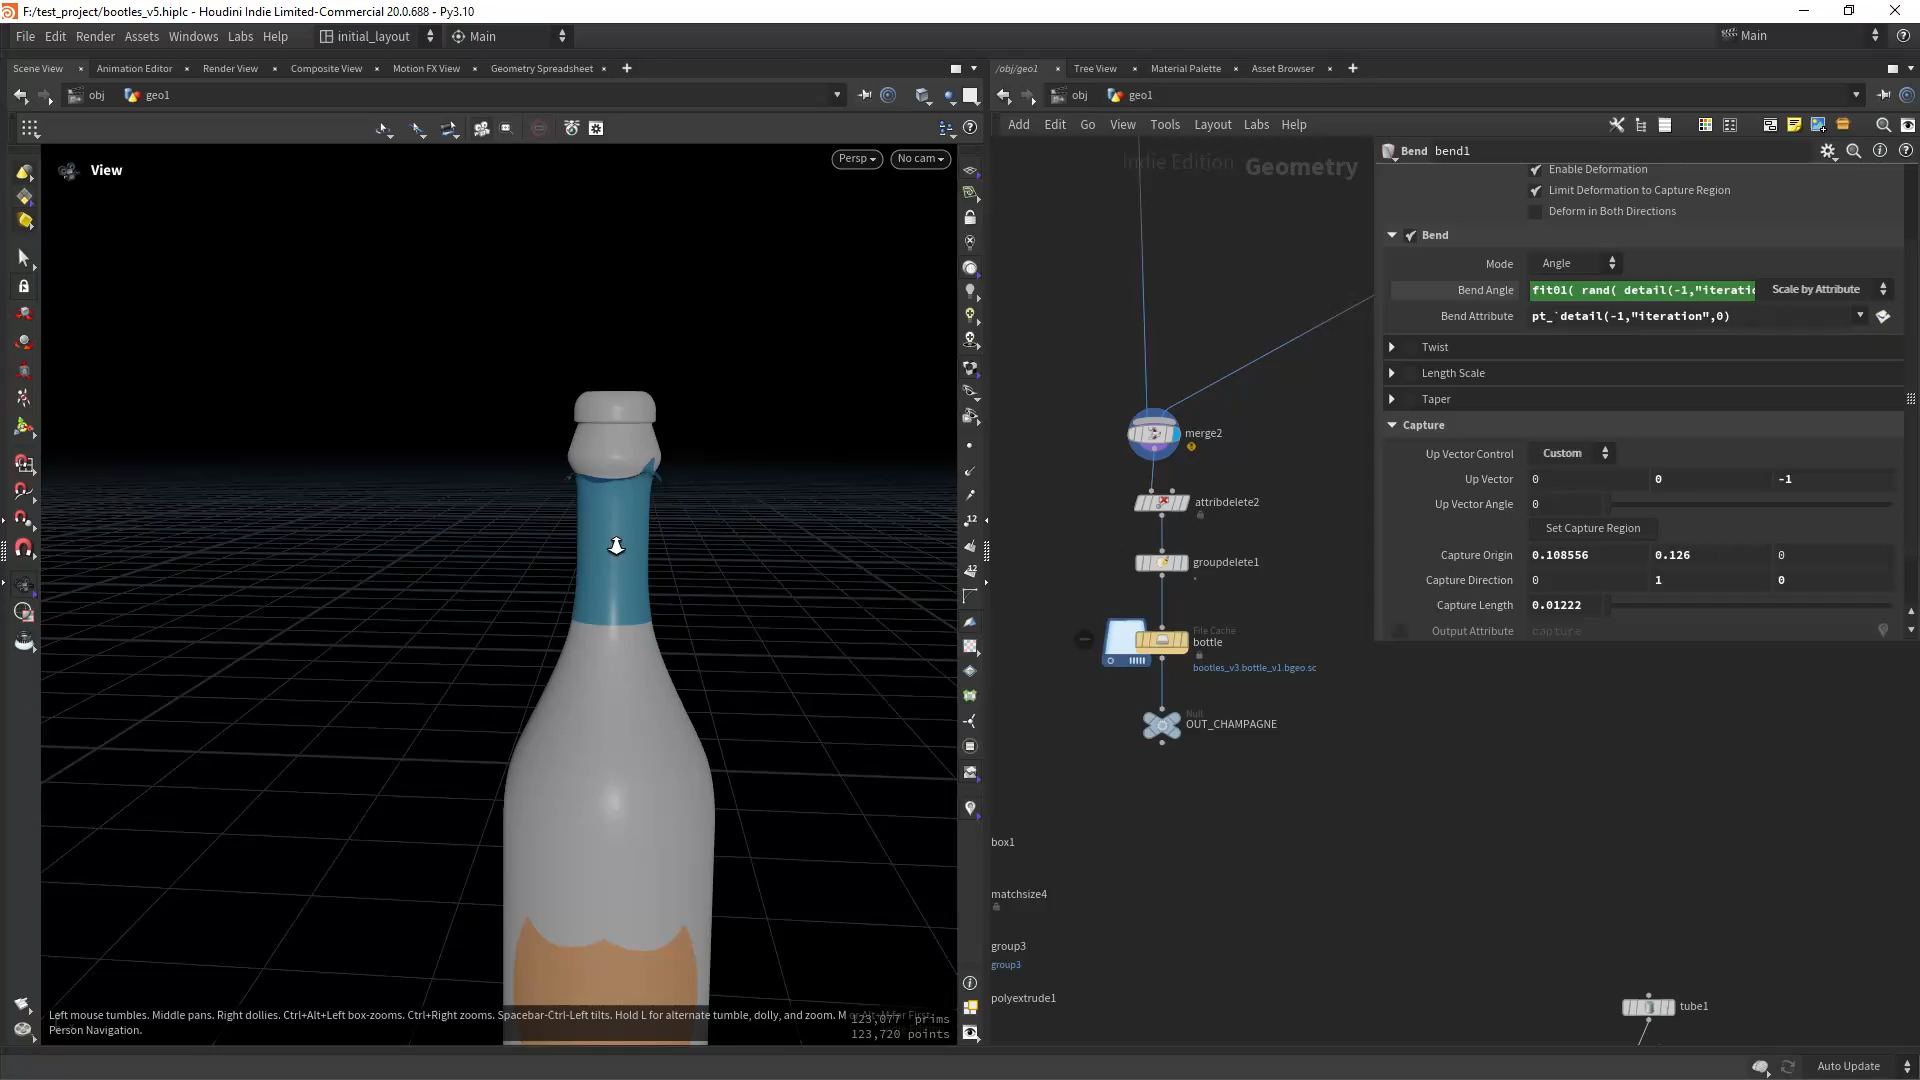 F:/test_project/bootles_v5.hiplc - Houdini Indie Limited-Commercial 20.0.688 - Py3.10
File Edit Render Assets Windows Labs Help initial_layout Main Main
Scene View Animation Editor Render View Composite View Motion FX View Geometry Spreadsheet
/obj/geo1 Tree View Material Palette Asset Browser
obj geo1
obj geo1
Add Edit Go View Tools Layout Labs Help
View
Persp No cam
Indie Edition Geometry
Bend bend1
Enable Deformation
Limit Deformation to Capture Region
Deform in Both Directions
Bend
Mode Angle
Bend Angle fit01( rand( detail(-1,"iteratio Scale by Attribute
Bend Attribute pt_`detail(-1,"iteration",0)
Twist
Length Scale
Taper
Capture
Up Vector Control Custom
Up Vector 0 0 -1
Up Vector Angle 0
Set Capture Region
Capture Origin 0.108556 0.126 0
Capture Direction 0 1 0
Capture Length 0.01222
Output Attribute capture
merge2
attribdelete2
groupdelete1
File Cache
bottle
bootles_v3.bottle_v1.bgeo.sc
Null
OUT_CHAMPAGNE
box1
matchsize4
group3
group3
polyextrude1
tube1
12
12
Left mouse tumbles. Middle pans. Right dollies. Ctrl+Alt+Left box-zooms. Ctrl+Right zooms. Spacebar-Ctrl-Left tilts. Hold L for alternate tumble, dolly, and zoom. M or Alt+M for First
Person Navigation.
123,077 prims
123,720 points
Auto Update